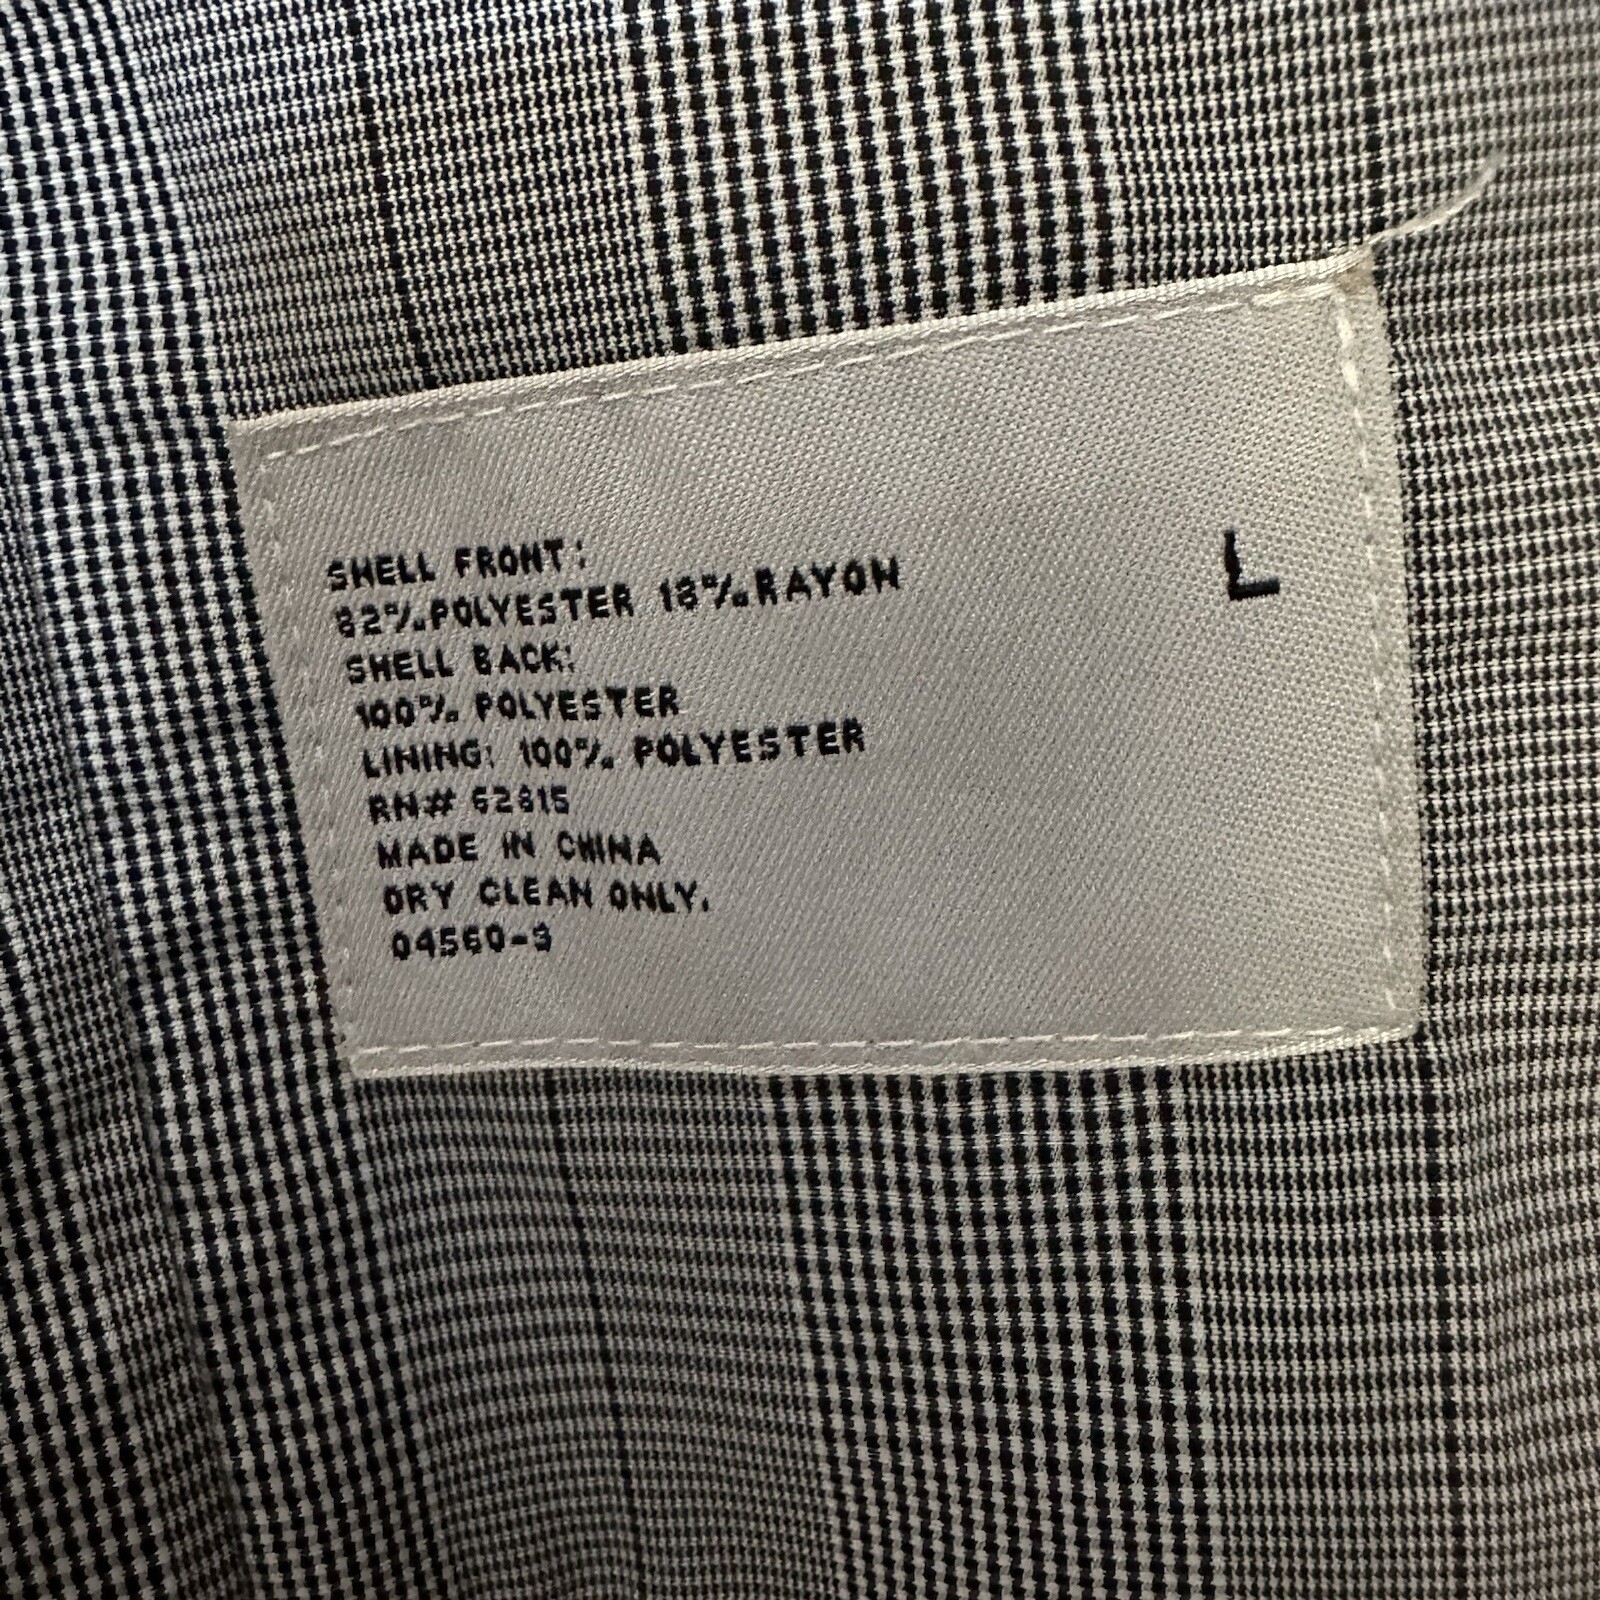 SHELL FRONT:
82% POLYESTER 18% RAYON
SHELL BACK:
100% POLYESTER
LINING: 100% POLYESTER
RN# 62815
MADE IN CHINA
DRY CLEAN ONLY.
04560-3
L